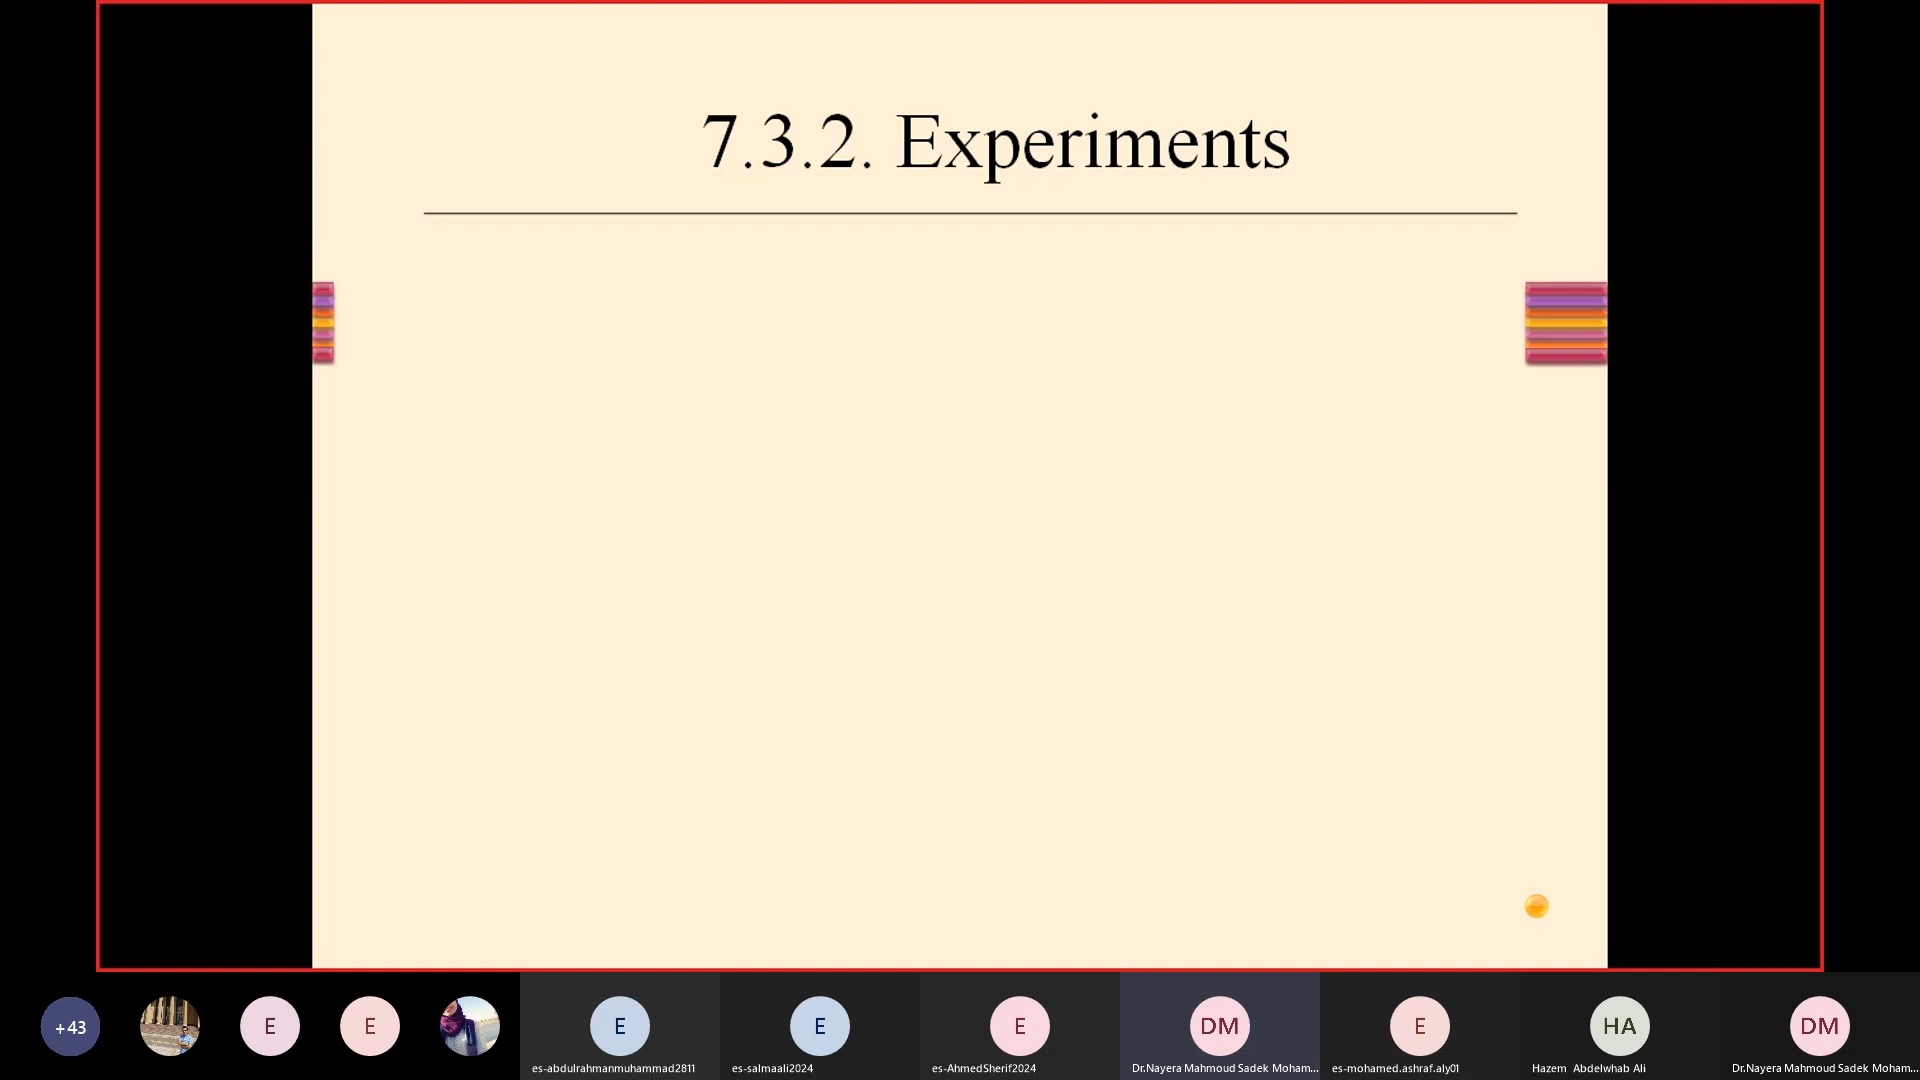 7.3.2. Experiments
+43
E
E
E
E
E
DM
E
HA
DM
es-abdulrahmanmuhammad2811
es-salmaali2024
es-AhmedSherif2024
Dr.Nayera Mahmoud Sadek Moham...
es-mohamed.ashraf.aly01
Hazem Abdelwhab Ali
Dr.Nayera Mahmoud Sadek Moham...